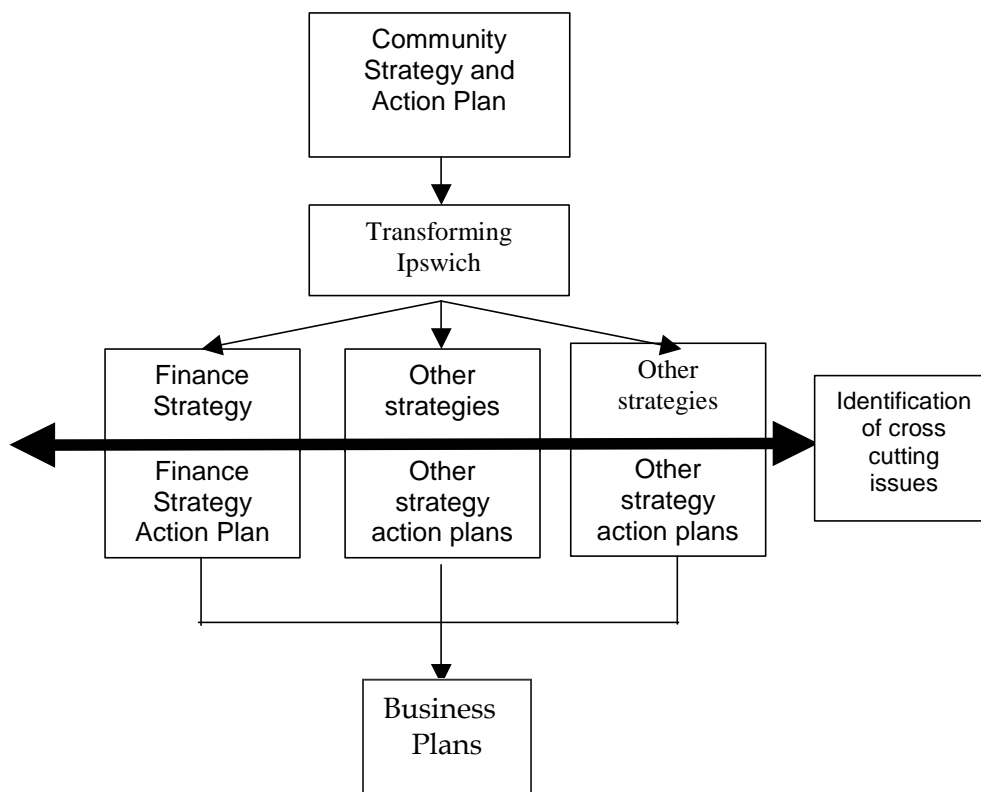 Community
Strategy and
Action Plan
Transforming
Ipswich
Finance
Strategy
Other
strategies
Other
strategies
Identification
of cross
cutting
issues
Finance
Strategy
Action Plan
Other
strategy
action plans
Other
strategy
action plans
Business
Plans